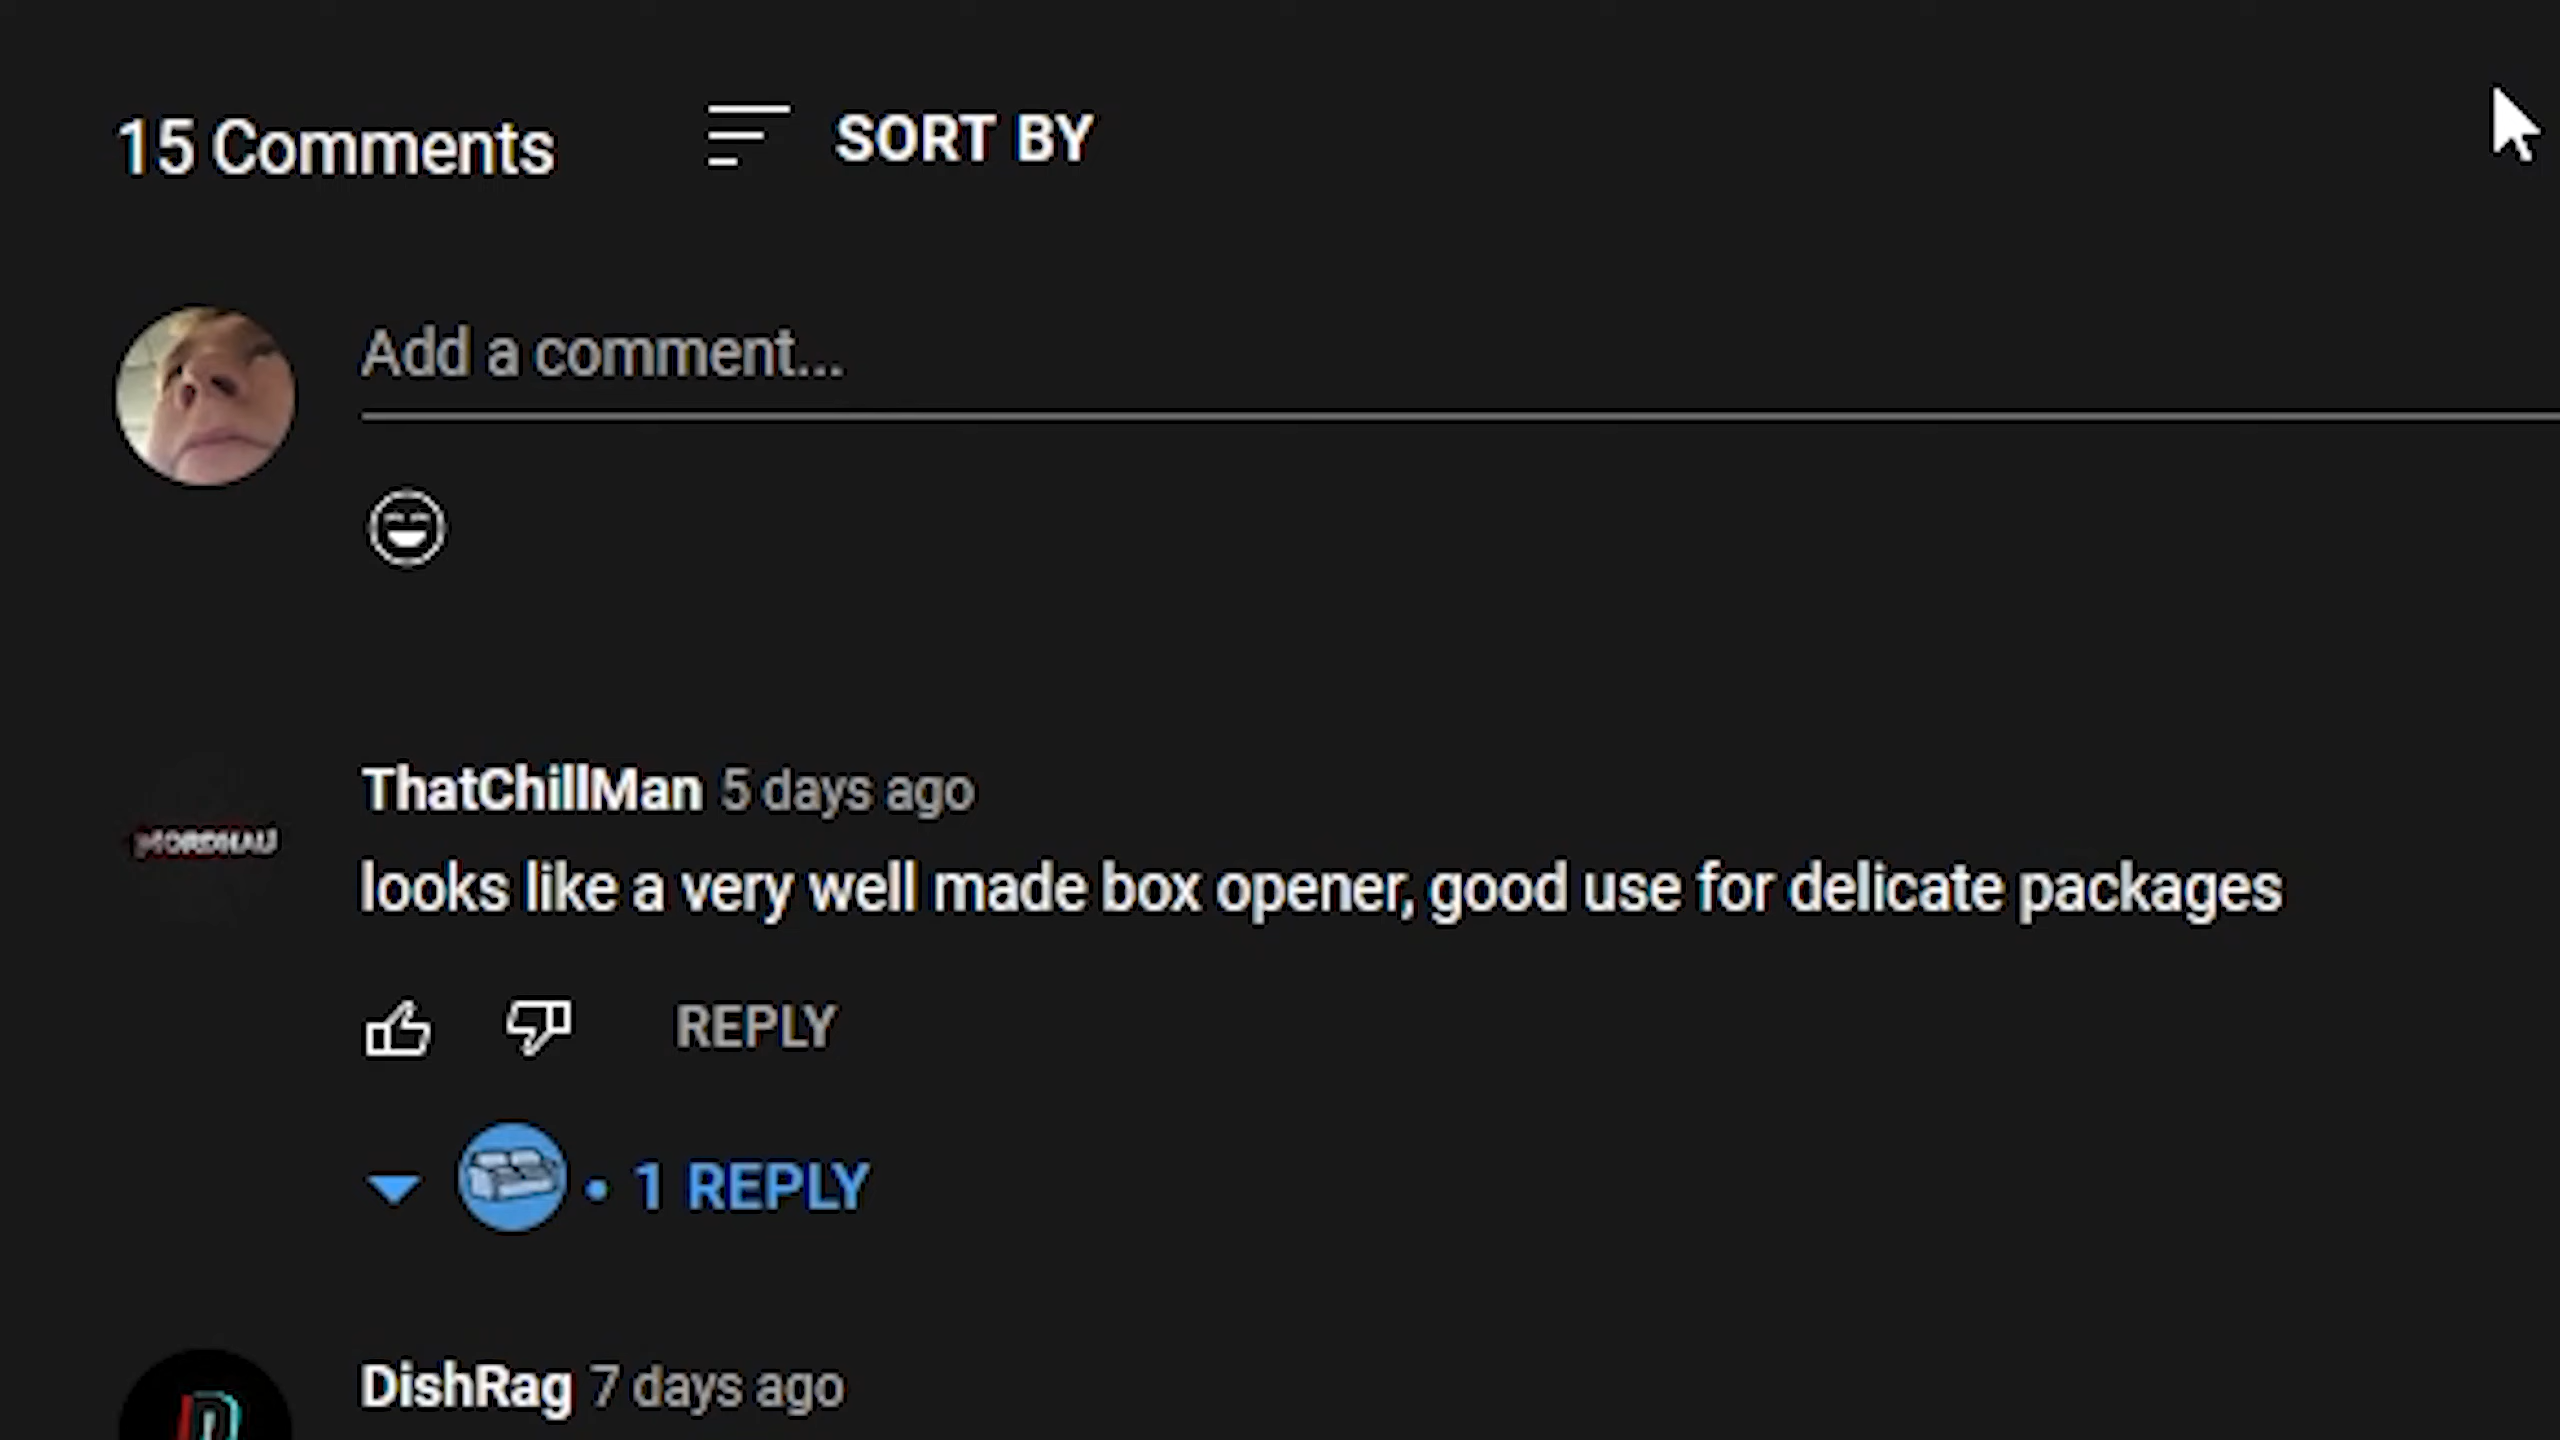 15 Comments
SORT BY
Add a comment...
ThatChillMan 5 days ago
MORDHAU
looks like a very well made box opener, good use for delicate packages
REPLY
• 1 REPLY
DishRag 7 days ago
D